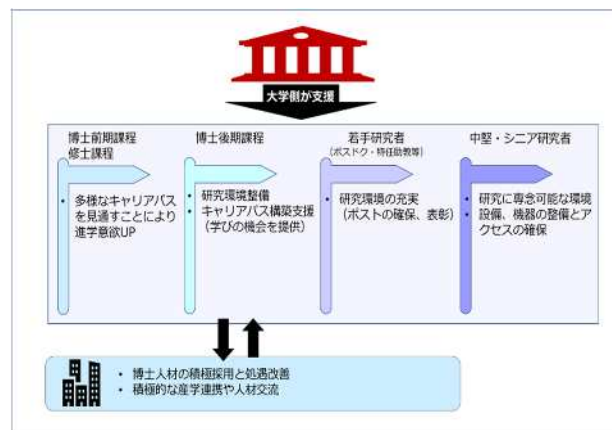 大学側が支援
博士前期課程
修士課程
• 多様なキャリアパス
を見通すことにより
進学意欲UP
博士後期課程
• 研究環境整備
• キャリアパス構築支援
(学びの機会を提供)
若手研究者
(ポスドク・特任助教等)
• 研究環境の充実
(ポストの確保、表彰)
中堅・シニア研究者
• 研究に専念可能な環境
• 設備、機器の整備とア
クセスの確保
• 博士人材の積極採用と処遇改善
• 積極的な産学連携や人材交流